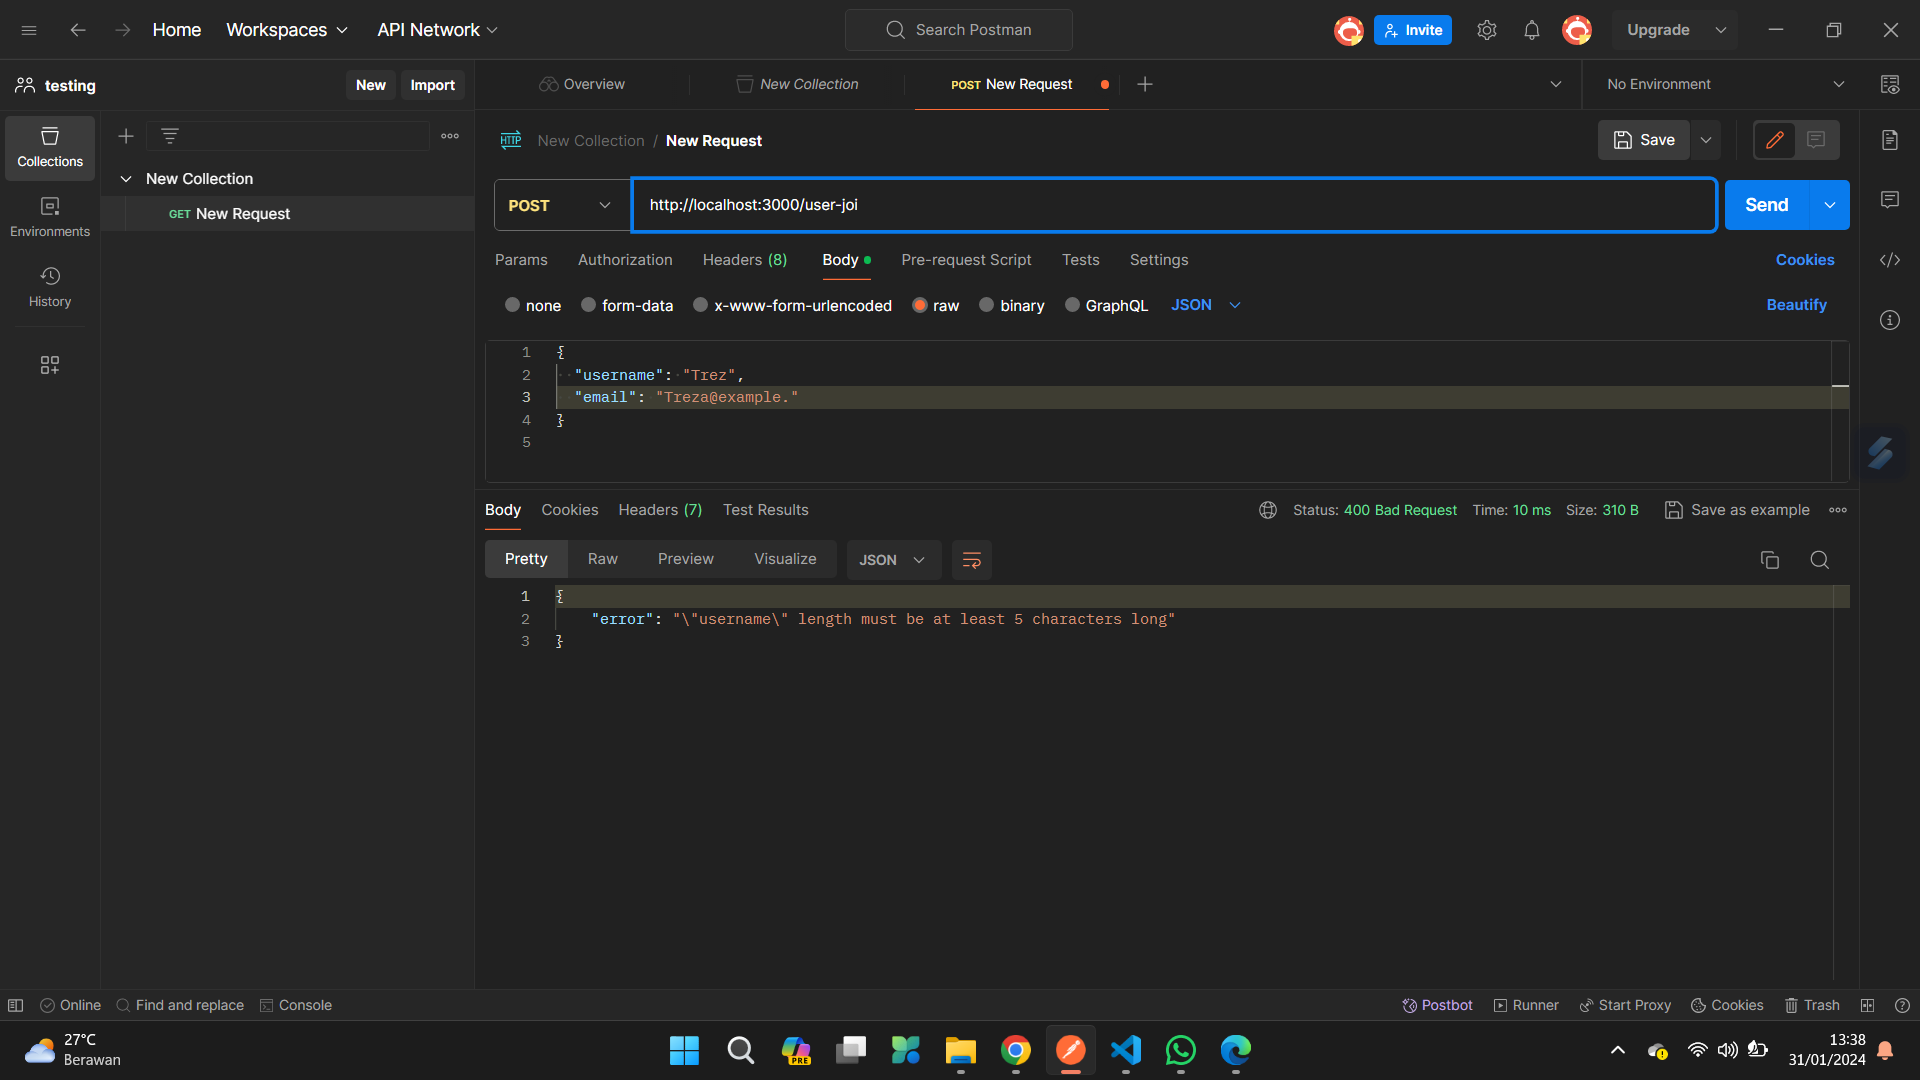 Home
Workspaces
API Network
Search Postman
Invite
Upgrade
testing
New
Import
Overview
New Collection
POST New Request
No Environment
Collections
Environments
History
New Collection
GET New Request
HTTP
New Collection / New Request
Save
POST
http://localhost:3000/user-joi
Send
Params
Authorization
Headers (8)
Body
Pre-request Script
Tests
Settings
Cookies
none
form-data
x-www-form-urlencoded
raw
binary
GraphQL
JSON
Beautify
1 {
2 "username": "Trez",
3 "email": "Treza@example."
4 }
5
Body
Cookies
Headers (7)
Test Results
Status: 400 Bad Request
Time: 10 ms
Size: 310 B
Save as example
Pretty
Raw
Preview
Visualize
JSON
1 {
2 "error": "\"username\" length must be at least 5 characters long"
3 }
Online
Find and replace
Console
Postbot
Runner
Start Proxy
Cookies
Trash
27°C
Berawan
PRE
13:38
31/01/2024